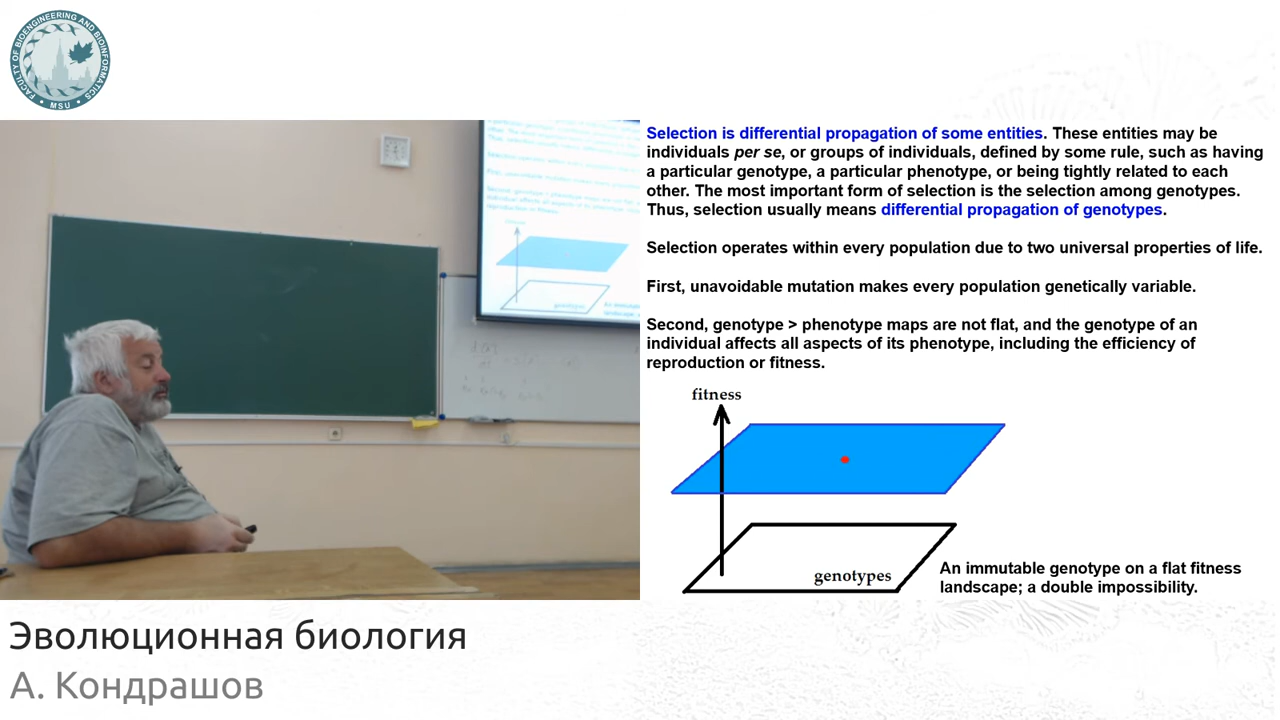 FACULTY OF BIOENGINEERING AND BIOINFORMATICS
• MSU •
Selection is differential propagation of some entities. These entities may be
individuals per se, or groups of individuals, defined by some rule, such as having
a particular genotype, a particular phenotype, or being tightly related to each
other. The most important form of selection is the selection among genotypes.
Thus, selection usually means differential propagation of genotypes.
Selection operates within every population due to two universal properties of life.
First, unavoidable mutation makes every population genetically variable.
Second, genotype > phenotype maps are not flat, and the genotype of an
individual affects all aspects of its phenotype, including the efficiency of
reproduction or fitness.
fitness
genotypes
An immutable genotype on a flat fitness
landscape; a double impossibility.
Эволюционная биология
А. Кондрашов